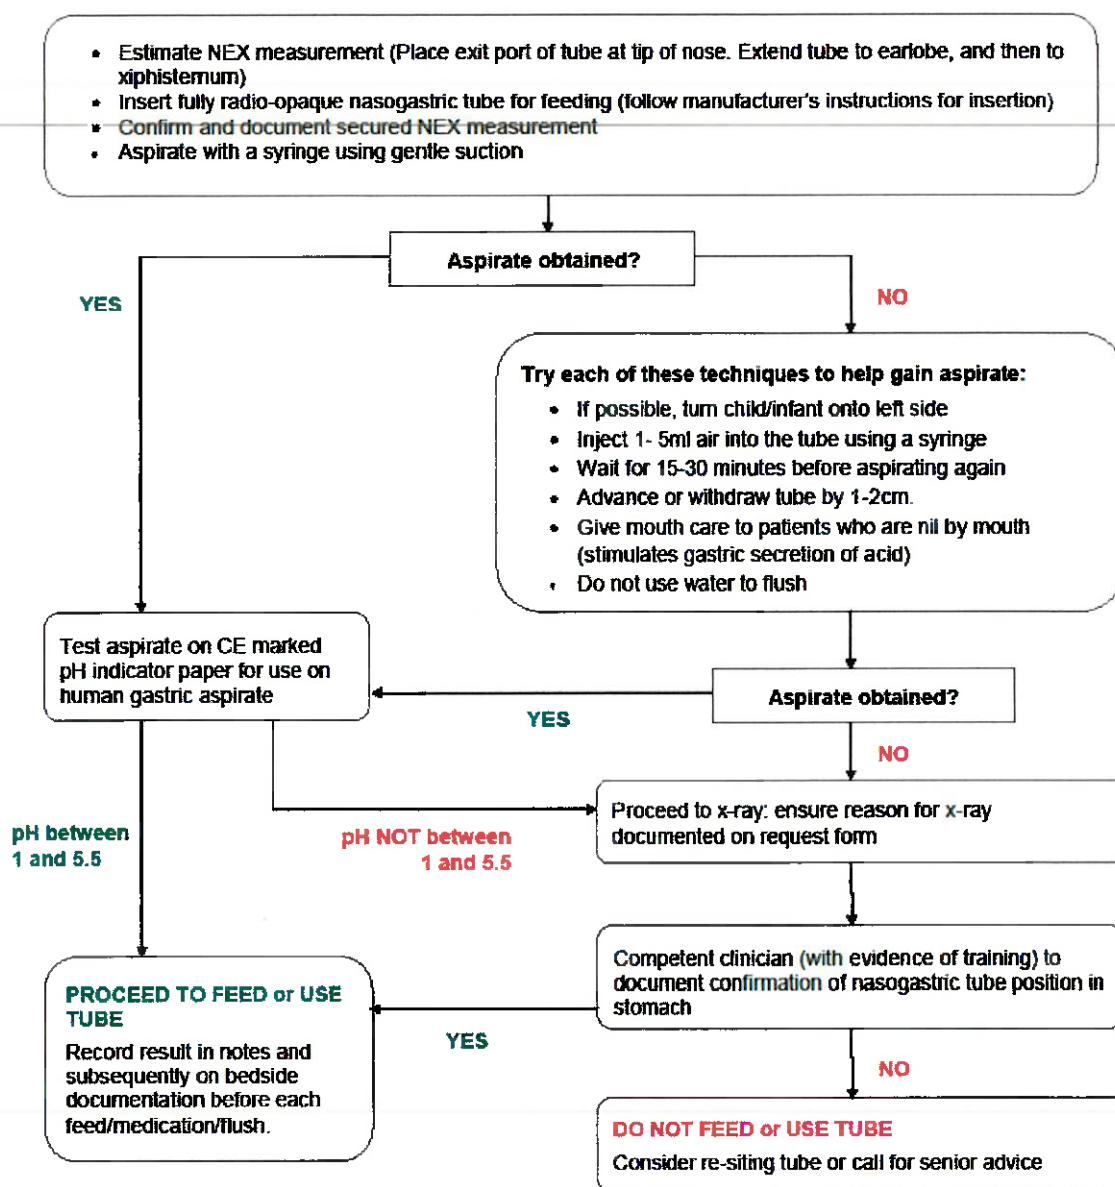 • Estimate NEX measurement (Place exit port of tube at tip of nose. Extend tube to earlobe, and then to
xiphisternum)
• Insert fully radio-opaque nasogastric tube for feeding (follow manufacturer's instructions for insertion)
• Confirm and document secured NEX measurement
• Aspirate with a syringe using gentle suction
Aspirate obtained?
YES
NO
Try each of these techniques to help gain aspirate:
• If possible, turn child/infant onto left side
• Inject 1- 5ml air into the tube using a syringe
• Wait for 15-30 minutes before aspirating again
• Advance or withdraw tube by 1-2cm.
• Give mouth care to patients who are nil by mouth
(stimulates gastric secretion of acid)
• Do not use water to flush
Test aspirate on CE marked
pH indicator paper for use on
human gastric aspirate
Aspirate obtained?
YES
NO
Proceed to x-ray: ensure reason for x-ray
documented on request form
pH between
1 and 5.5
pH NOT between
1 and 5.5
Competent clinician (with evidence of training) to
document confirmation of nasogastric tube position in
stomach
PROCEED TO FEED or USE
TUBE
Record result in notes and
subsequently on bedside
documentation before each
feed/medication/flush.
YES
NO
DO NOT FEED or USE TUBE
Consider re-siting tube or call for senior advice